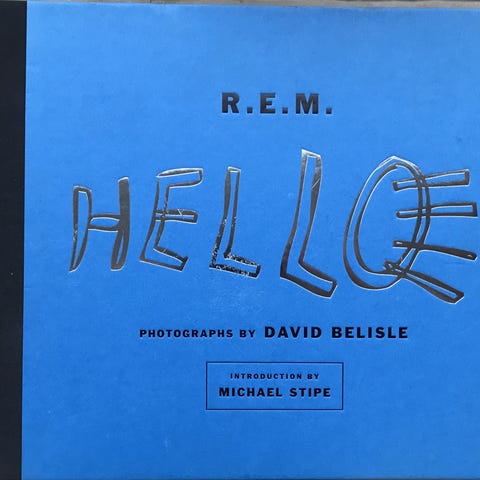 R.E.M.
HELLO
PHOTOGRAPHS BY DAVID BELISLE
INTRODUCTION BY
MICHAEL STIPE